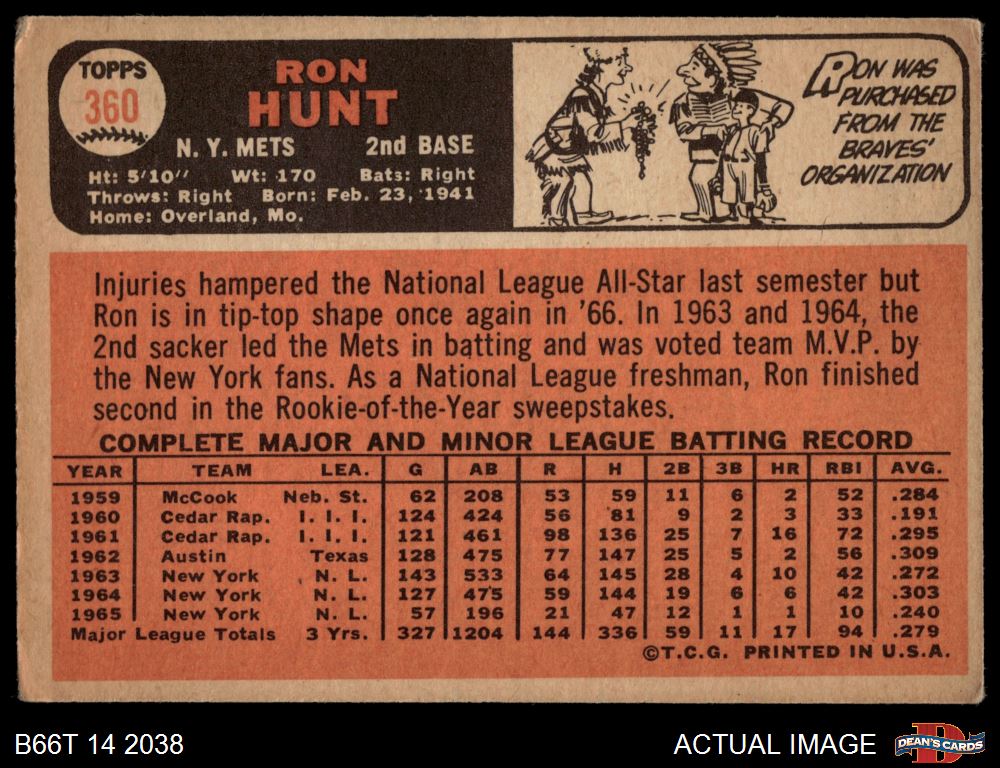 TOPPS
360
RON
HUNT
N. Y. METS 2nd BASE
Ht: 5'10" Wt: 170 Bats: Right
Throws: Right Born: Feb. 23, 1941
Home: Overland, Mo.
RON WAS
PURCHASED
FROM THE
BRAVES'
ORGANIZATION
Injuries hampered the National League All-Star last semester but
Ron is in tip-top shape once again in '66. In 1963 and 1964, the
2nd sacker led the Mets in batting and was voted team M.V.P. by
the New York fans. As a National League freshman, Ron finished
second in the Rookie-of-the-Year sweepstakes.
COMPLETE MAJOR AND MINOR LEAGUE BATTING RECORD
YEAR TEAM LEA. G AB R H 2B 3B HR RBI AVG.
1959 McCook Neb. St. 62 208 53 59 11 6 2 52 .284
1960 Cedar Rap. I. I. I. 124 424 56 81 9 2 3 33 .191
1961 Cedar Rap. I. I. I. 121 461 98 136 25 7 16 72 .295
1962 Austin Texas 128 475 77 147 25 5 2 56 .309
1963 New York N. L. 143 533 64 145 28 4 10 42 .272
1964 New York N. L. 127 475 59 144 19 6 6 42 .303
1965 New York N. L. 57 196 21 47 12 1 1 10 .240
Major League Totals 3 Yrs. 327 1204 144 336 59 11 17 94 .279
©T.C.G. PRINTED IN U.S.A.
B66T 14 2038
ACTUAL IMAGE
DEAN'S CARDS